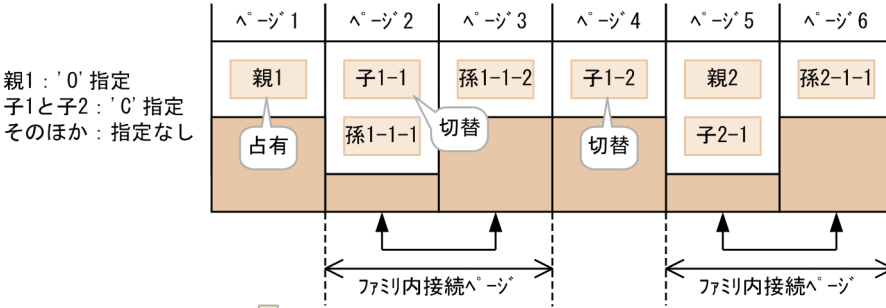 ﾍﾟｰｼﾞ1 ﾍﾟｰｼﾞ2 ﾍﾟｰｼﾞ3 ﾍﾟｰｼﾞ4 ﾍﾟｰｼﾞ5 ﾍﾟｰｼﾞ6
親1 子1-1 孫1-1-2 子1-2 親2 孫2-1-1
親1：'O'指定
子1と子2：'C'指定
そのほか：指定なし
占有 孫1-1-1 切替 切替 子2-1
ﾌｧﾐﾘ内接続ﾍﾟｰｼﾞ ﾌｧﾐﾘ内接続ﾍﾟｰｼﾞ